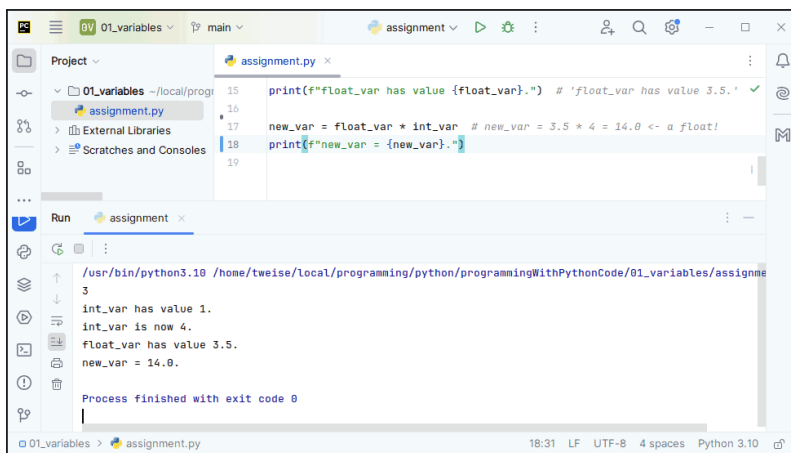 PC 0V 01_variables main assignment
Project assignment.py
01_variables ~/local/progr
assignment.py
External Libraries
Scratches and Consoles
15 print(f"float_var has value {float_var}.") # 'float_var has value 3.5.'
16
17 new_var = float_var * int_var # new_var = 3.5 * 4 = 14.0 <- a float!
18 print(f"new_var = {new_var}.")
19
Run assignment
/usr/bin/python3.10 /home/tweise/local/programming/python/programmingWithPythonCode/01_variables/assignme
3
int_var has value 1.
int_var is now 4.
float_var has value 3.5.
new_var = 14.0.
Process finished with exit code 0
01_variables > assignment.py 18:31 LF UTF-8 4 spaces Python 3.10